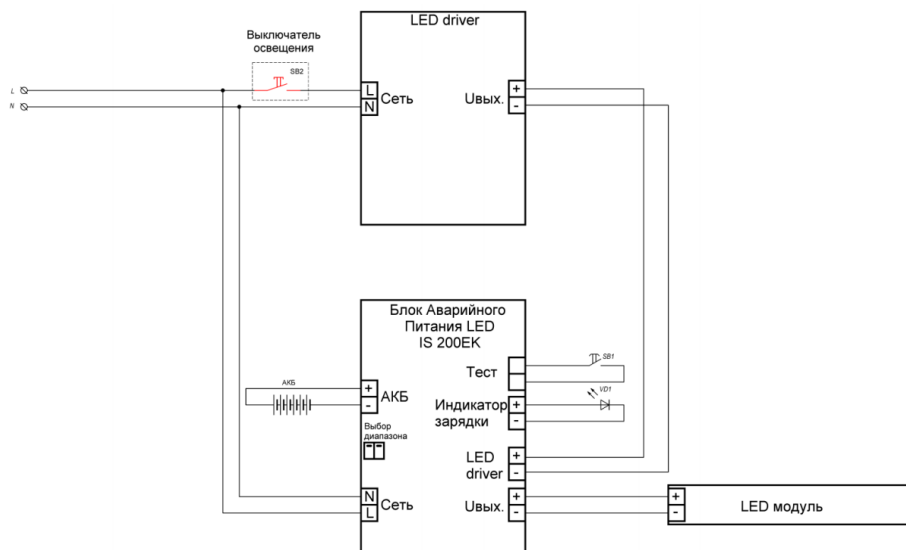 LED driver
Выключатель
освещения
SB2
L
L
Сеть
Uвых.
+
N
N
-
Блок Аварийного
Питания LED
IS 200EK
Тест
SB1
АКБ
+
-
АКБ
Индикатор
зарядки
+
-
VD1
Выбор
диапазона
LED
driver
+
-
N
L
Сеть
Uвых.
+
-
+
-
LED модуль